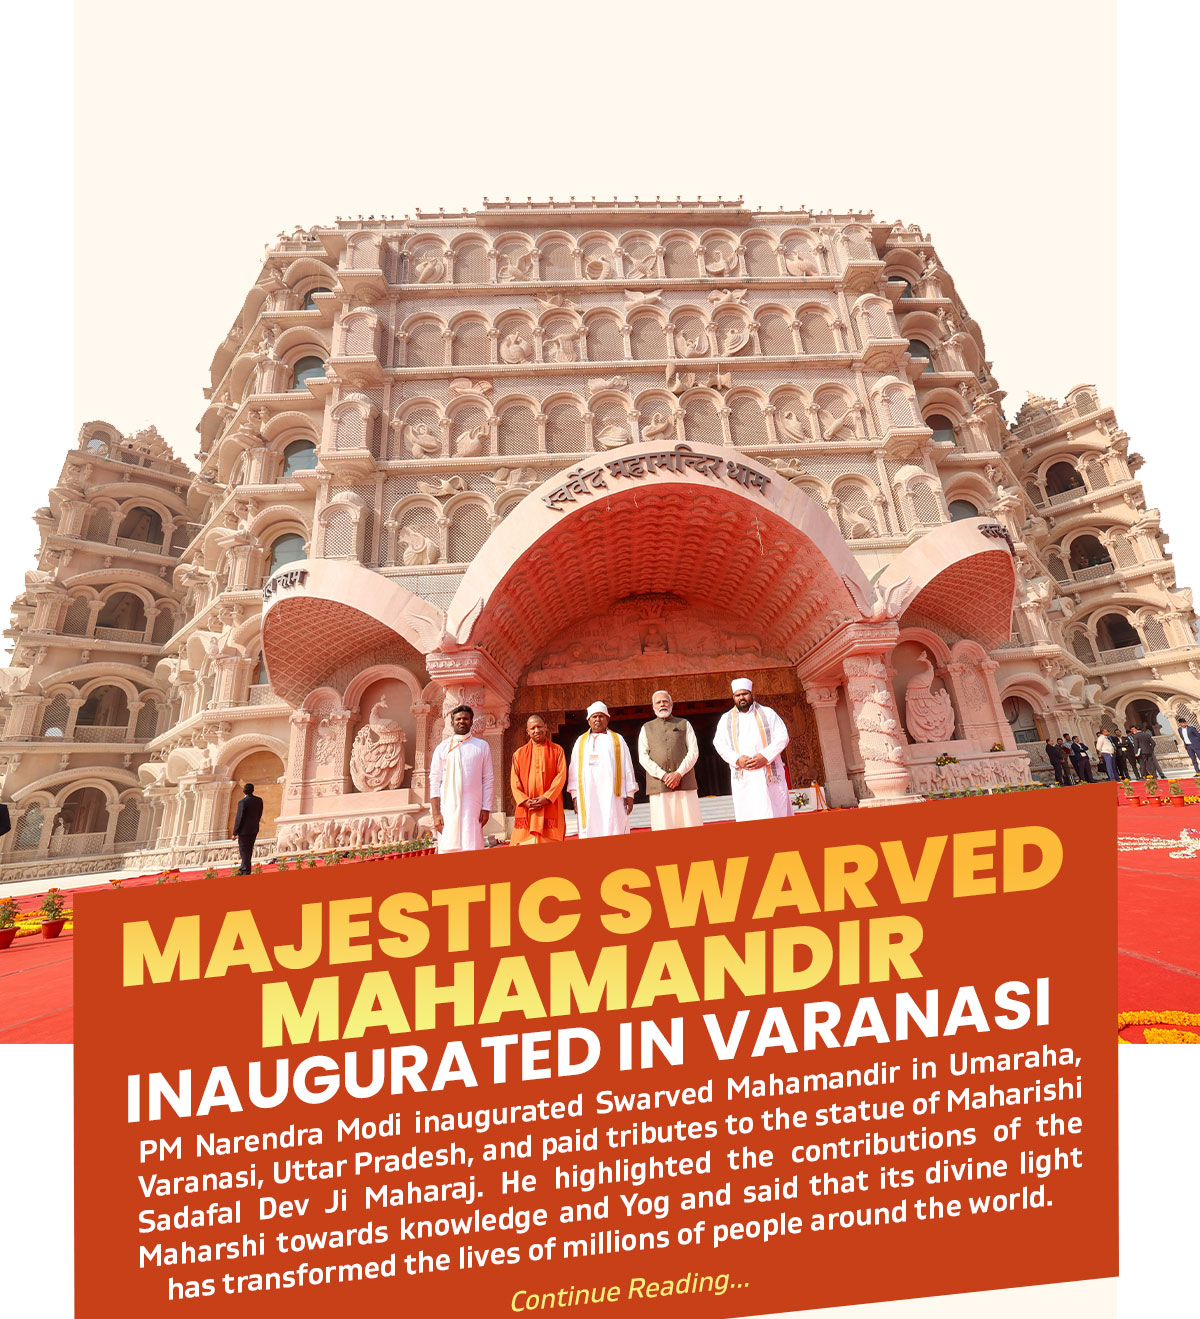 स्वर्वेद महामन्दिर धाम
MAJESTIC SWARVED
MAHAMANDIR
INAUGURATED IN VARANASI
PM Narendra Modi inaugurated Swarved Mahamandir in Umaraha,
Varanasi, Uttar Pradesh, and paid tributes to the statue of Maharishi
Sadafal Dev Ji Maharaj. He highlighted the contributions of the
Maharshi towards knowledge and Yog and said that its divine light
has transformed the lives of millions of people around the world.
Continue Reading...